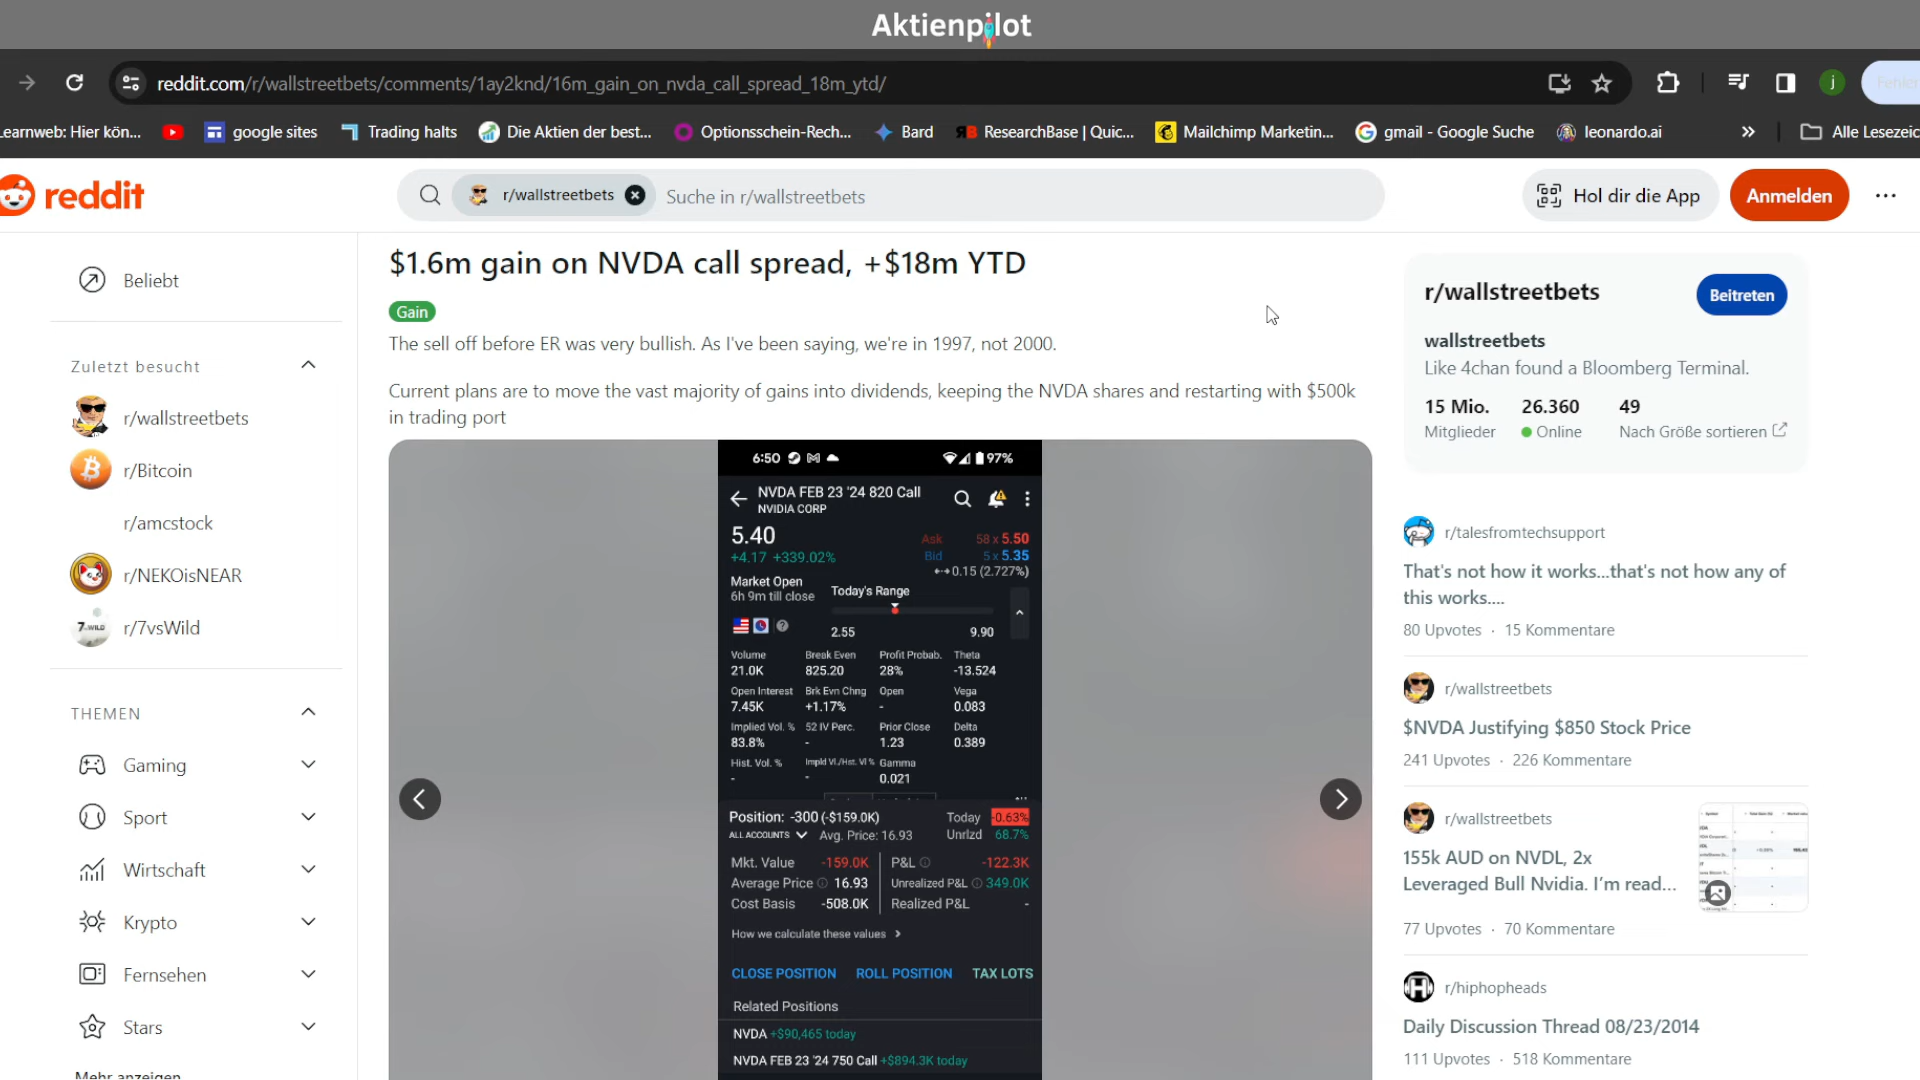 Aktienpilot
reddit.com/r/wallstreetbets/comments/1ay2knd/16m_gain_on_nvda_call_spread_18m_ytd/
j
Learnweb: Hier kön... google sites Trading halts Die Aktien der best... Optionsschein-Rech... Bard ResearchBase | Quic... Mailchimp Marketin... gmail - Google Suche leonardo.ai » Alle Lesezeic
reddit r/wallstreetbets Suche in r/wallstreetbets Hol dir die App Anmelden
Beliebt
Zuletzt besucht
r/wallstreetbets
r/Bitcoin
r/amcstock
r/NEKOisNEAR
r/7vsWild
THEMEN
Gaming
Sport
Wirtschaft
Krypto
Fernsehen
Stars
Mehr anzeigen
$1.6m gain on NVDA call spread, +$18m YTD
Gain
The sell off before ER was very bullish. As I've been saying, we're in 1997, not 2000.
Current plans are to move the vast majority of gains into dividends, keeping the NVDA shares and restarting with $500k
in trading port
6:50 97%
NVDA FEB 23 '24 820 Call
NVIDIA CORP
5.40 Ask 58 x 5.50
+4.17 +339.02% Bid 5 x 5.35
0.15 (2.727%)
Market Open Today's Range
6h 9m till close
2.55 9.90
Volume Break Even Profit Probab. Theta
21.0K 825.20 28% -13.524
Open Interest Brk Evn Chng Open Vega
7.45K +1.17% - 0.083
Implied Vol. % 52 IV Perc. Prior Close Delta
83.8% - 1.23 0.389
Hist. Vol. % Impld Vl./Hst. Vl % Gamma
- - 0.021
Position: -300 (-$159.0K) Today -0.63%
ALL ACCOUNTS Avg. Price: 16.93 Unrlzd 68.7%
Mkt. Value -159.0K P&L -122.3K
Average Price 16.93 Unrealized P&L 349.0K
Cost Basis -508.0K Realized P&L -
How we calculate these values >
CLOSE POSITION ROLL POSITION TAX LOTS
Related Positions
NVDA +$90,465 today
NVDA FEB 23 '24 750 Call +$894.3K today
r/wallstreetbets Beitreten
wallstreetbets
Like 4chan found a Bloomberg Terminal.
15 Mio. 26.360 49
Mitglieder Online Nach Größe sortieren
r/talesfromtechsupport
That's not how it works...that's not how any of
this works....
80 Upvotes · 15 Kommentare
r/wallstreetbets
$NVDA Justifying $850 Stock Price
241 Upvotes · 226 Kommentare
r/wallstreetbets
155k AUD on NVDL, 2x
Leveraged Bull Nvidia. I'm read...
77 Upvotes · 70 Kommentare
r/hiphopheads
Daily Discussion Thread 08/23/2014
111 Upvotes · 518 Kommentare